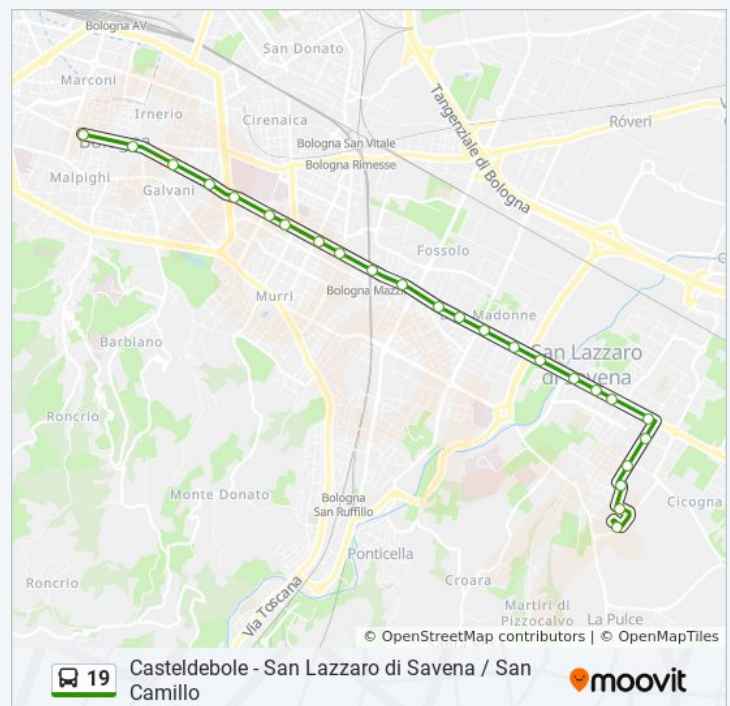 Bologna AV
San Donato
Marconi
Irnerio
Cirenaica
Tangenziale di Bologna
Róveri
Bologna San Vitale
Bologna Rimesse
Malpighi
Galvani
Fossolo
Murri
Bologna Mazzi
Madonne
Barbiano
San Lazzaro
di Savena
Roncrio
Monte Donato
Bologna
San Ruffillo
Cicogna
Ponticella
Croara
Roncrio
Via Toscana
Martiri di
Pizzocalvo
La Pulce
© OpenStreetMap contributors | © OpenMapTiles
19
Casteldebole - San Lazzaro di Savena / San
Camillo
moovit